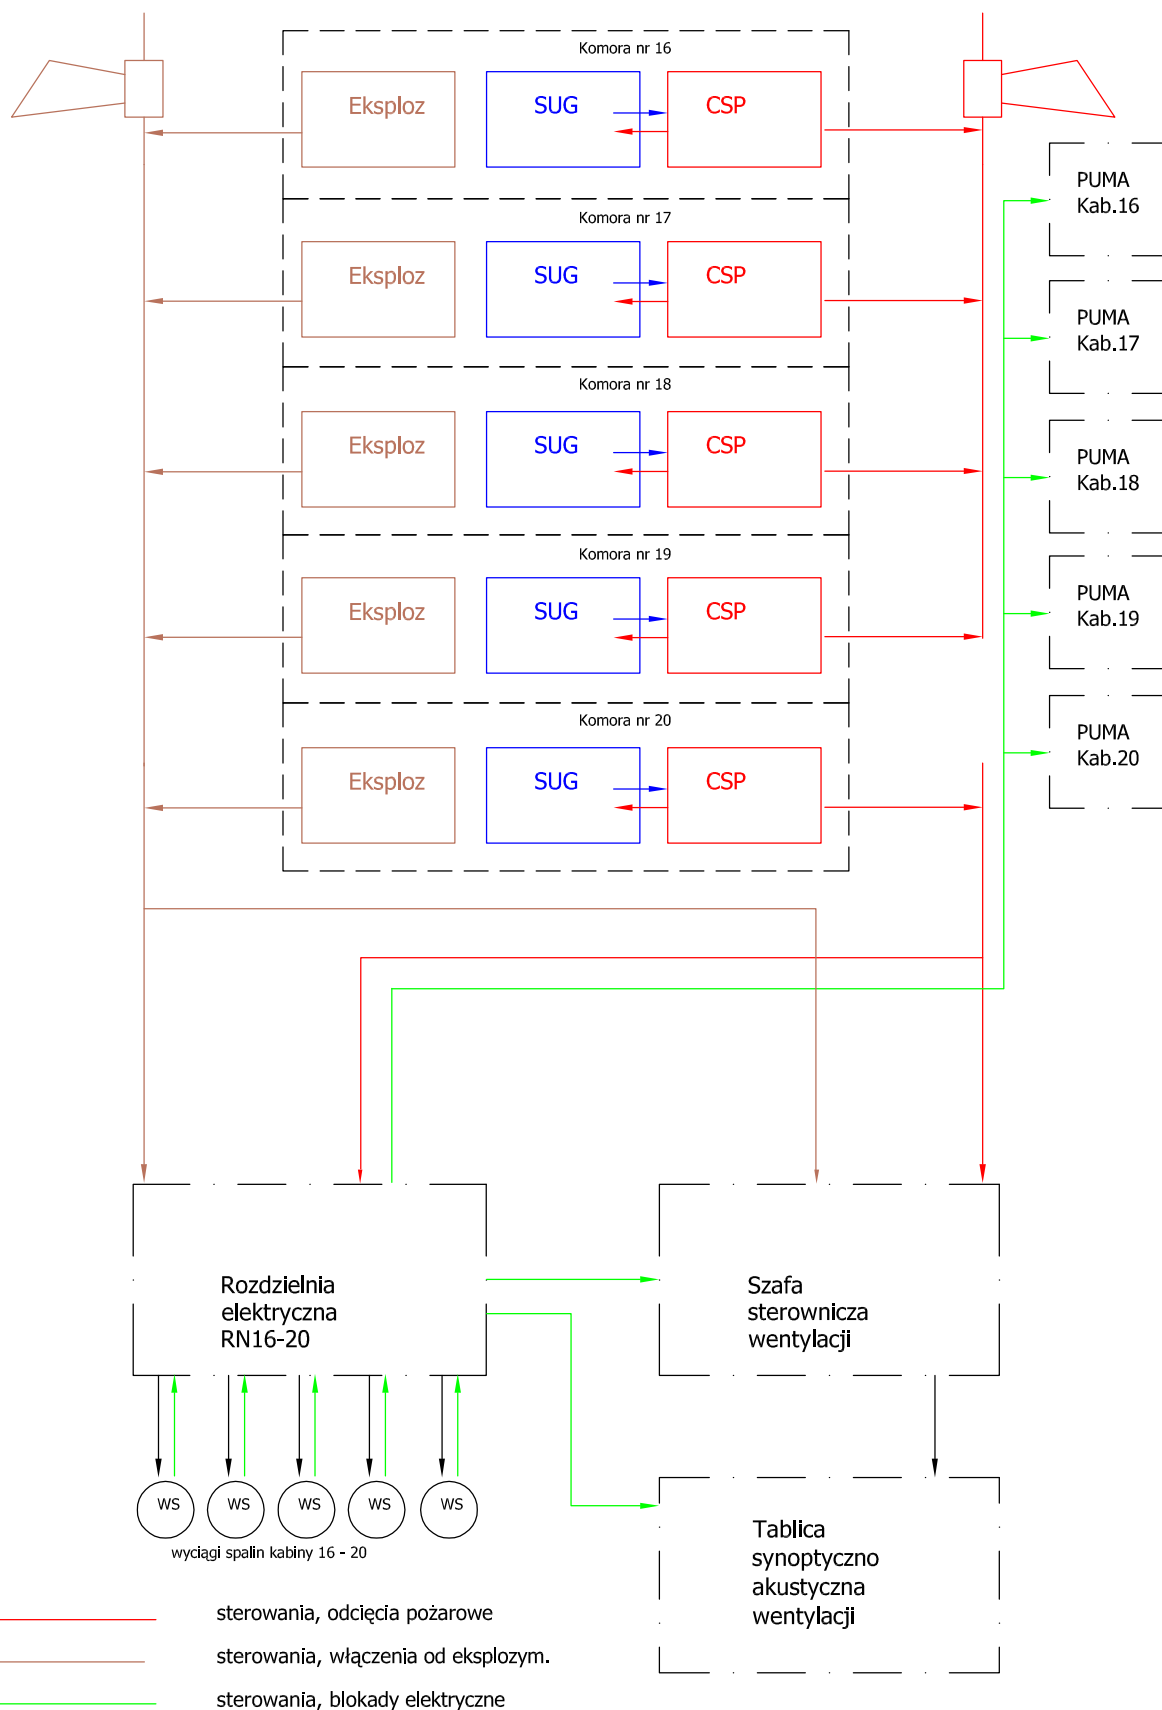 Komora nr 16
Eksploz
SUG
CSP
PUMA
Kab.16
Komora nr 17
Eksploz
SUG
CSP
PUMA
Kab.17
Komora nr 18
Eksploz
SUG
CSP
PUMA
Kab.18
Komora nr 19
Eksploz
SUG
CSP
PUMA
Kab.19
Komora nr 20
Eksploz
SUG
CSP
PUMA
Kab.20
Rozdzielnia
elektryczna
RN16-20
Szafa
sterownicza
wentylacji
WS
WS
WS
WS
WS
wyciągi spalin kabiny 16 - 20
Tablica
synoptyczno
akustyczna
wentylacji
sterowania, odcięcia pożarowe
sterowania, włączenia od eksplozym.
sterowania, blokady elektryczne